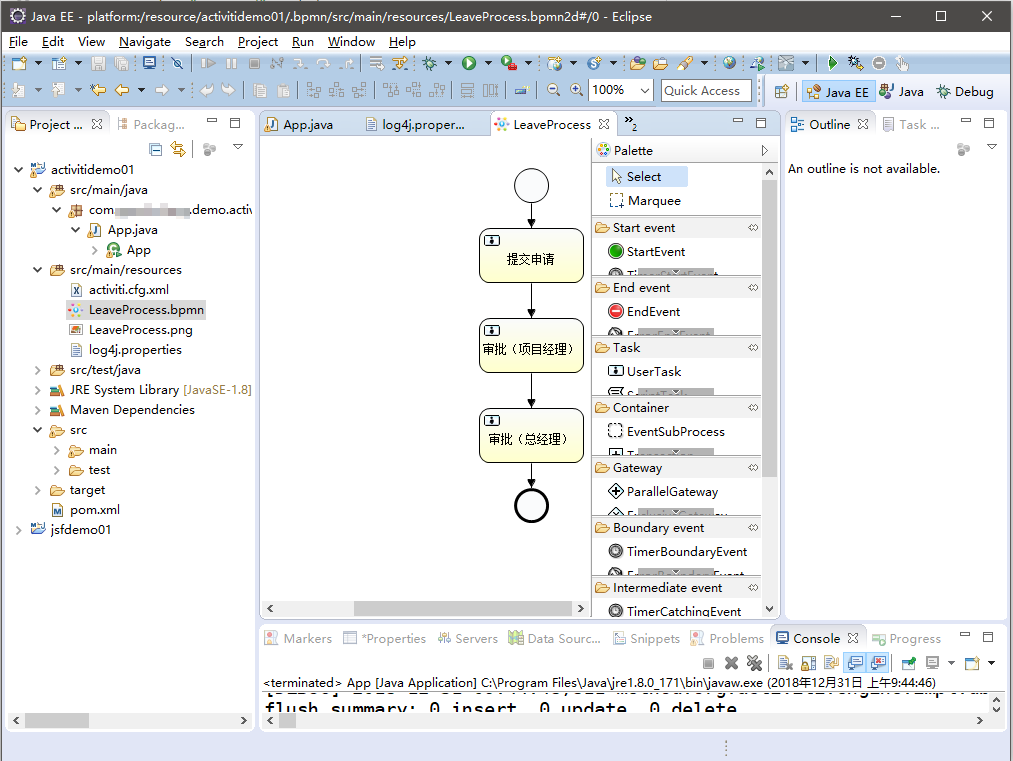 Java EE - platform:/resource/activitidemo01/.bpmn/src/main/resources/LeaveProcess.bpmn2d#/0 - Eclipse
File Edit View Navigate Search Project Run Window Help
100%
Quick Access
Java EE
Java
Debug
Project ...
Packag...
activitidemo01
src/main/java
com
.demo.activ
App.java
App
src/main/resources
activiti.cfg.xml
LeaveProcess.bpmn
LeaveProcess.png
log4j.properties
src/test/java
JRE System Library [JavaSE-1.8]
Maven Dependencies
src
main
test
target
pom.xml
jsfdemo01
App.java
log4j.proper...
LeaveProcess
»2
提交申请
审批（项目经理）
审批（总经理）
Palette
Select
Marquee
Start event
StartEvent
End event
EndEvent
Task
UserTask
Container
EventSubProcess
Gateway
ParallelGateway
Boundary event
TimerBoundaryEvent
Intermediate event
TimerCatchingEvent
Outline
Task ...
An outline is not available.
Markers
*Properties
Servers
Data Sourc...
Snippets
Problems
Console
Progress
<terminated> App [Java Application] C:\Program Files\Java\jre1.8.0_171\bin\javaw.exe (2018年12月31日 上午9:44:46)
flush summary: 0 insert, 0 update, 0 delete